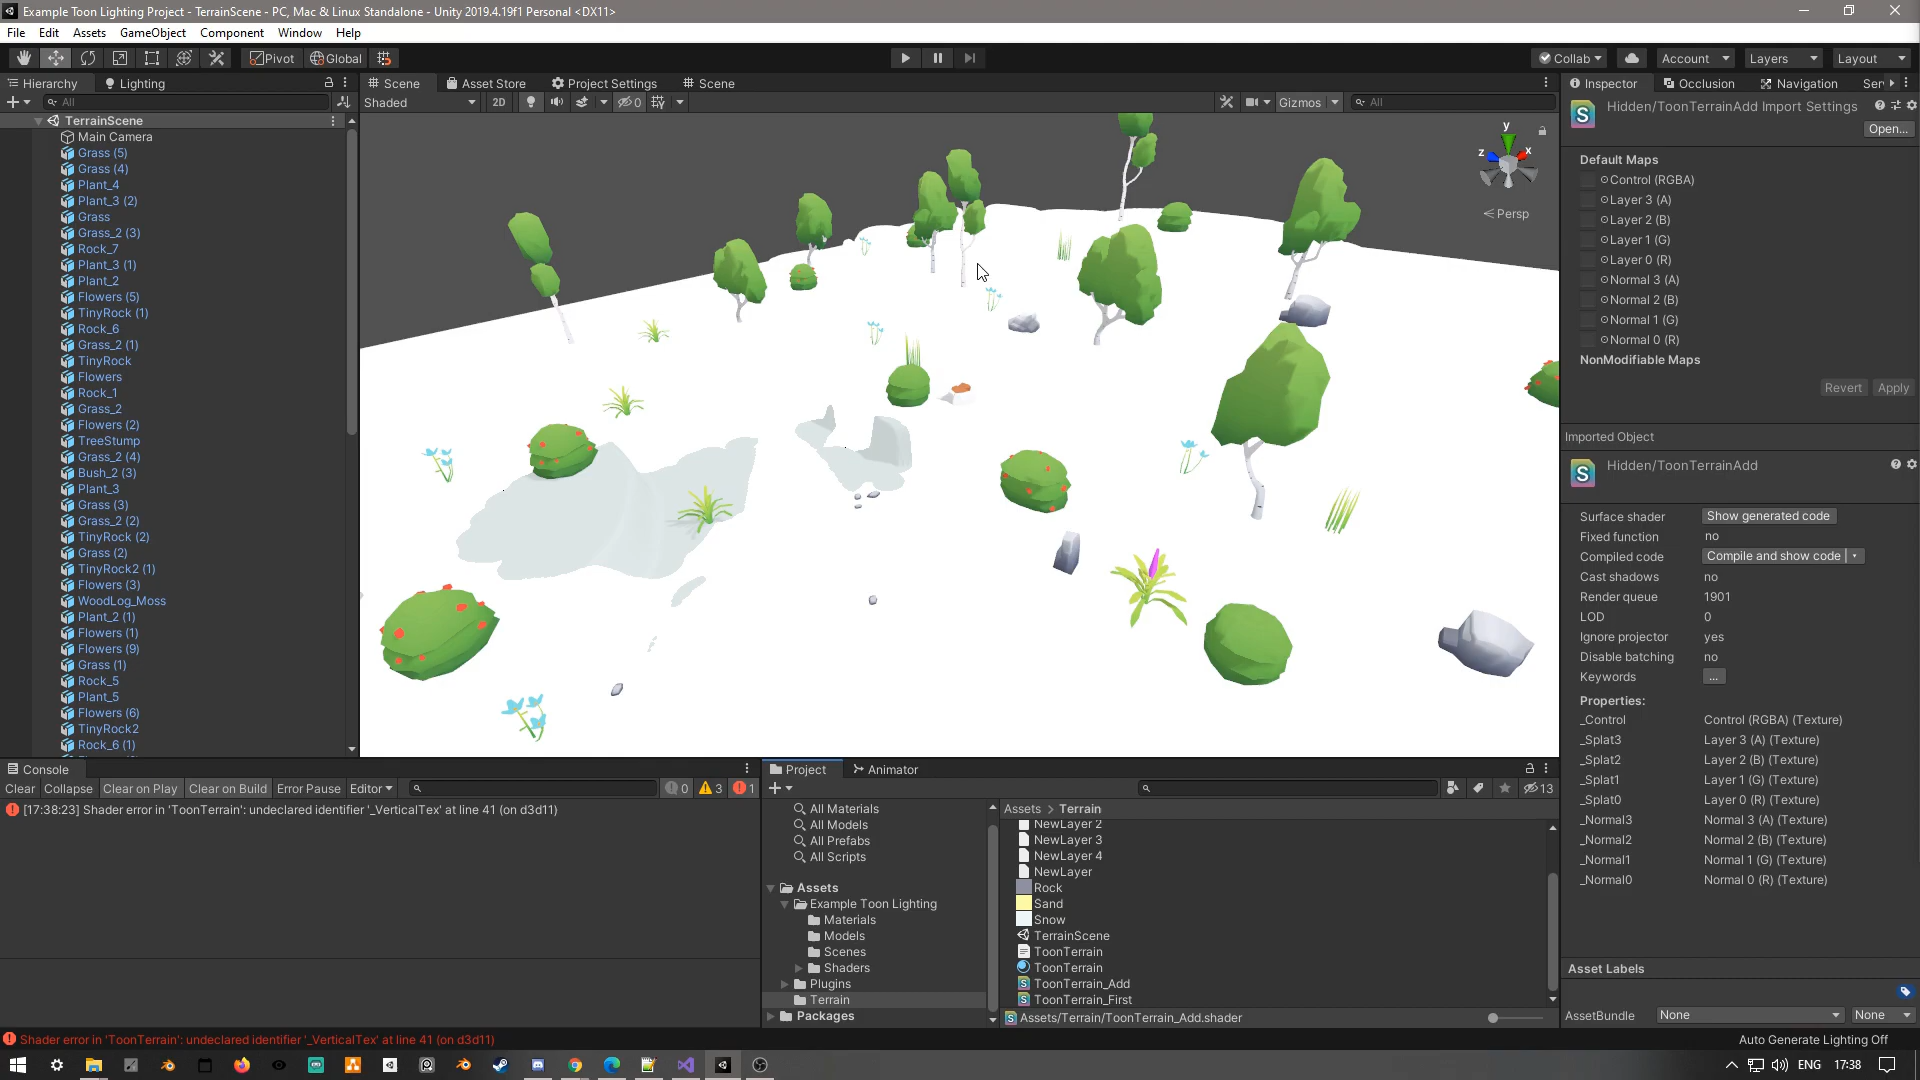 Example Toon Lighting Project - TerrainScene - PC, Mac & Linux Standalone - Unity 2019.4.19f1 Personal <DX11>
File Edit Assets GameObject Component Window Help
Pivot Global Collab Account Layers Layout
Hierarchy Lighting
All
TerrainScene
Main Camera
Grass (5)
Grass (4)
Plant_4
Plant_3 (2)
Grass
Grass_2 (3)
Rock_7
Plant_3 (1)
Plant_2
Flowers (5)
TinyRock (1)
Rock_6
Grass_2 (1)
TinyRock
Flowers
Rock_1
Grass_2
Flowers (2)
TreeStump
Grass_2 (4)
Bush_2 (3)
Plant_3
Grass (3)
Grass_2 (2)
TinyRock (2)
Grass (2)
TinyRock2 (1)
Flowers (3)
WoodLog_Moss
Plant_2 (1)
Flowers (1)
Flowers (9)
Grass (1)
Rock_5
Plant_5
Flowers (6)
TinyRock2
Rock_6 (1)
Scene Asset Store Project Settings Scene
Shaded 2D 0 Gizmos All
y
z x
Persp
Inspector Occlusion Navigation Ser
Hidden/ToonTerrainAdd Import Settings
Open...
Default Maps
Control (RGBA)
Layer 3 (A)
Layer 2 (B)
Layer 1 (G)
Layer 0 (R)
Normal 3 (A)
Normal 2 (B)
Normal 1 (G)
Normal 0 (R)
NonModifiable Maps
Revert Apply
Imported Object
Hidden/ToonTerrainAdd
Surface shader Show generated code
Fixed function no
Compiled code Compile and show code
Cast shadows no
Render queue 1901
LOD 0
Ignore projector yes
Disable batching no
Keywords ...
Properties:
_Control Control (RGBA) (Texture)
_Splat3 Layer 3 (A) (Texture)
_Splat2 Layer 2 (B) (Texture)
_Splat1 Layer 1 (G) (Texture)
_Splat0 Layer 0 (R) (Texture)
_Normal3 Normal 3 (A) (Texture)
_Normal2 Normal 2 (B) (Texture)
_Normal1 Normal 1 (G) (Texture)
_Normal0 Normal 0 (R) (Texture)
Asset Labels
AssetBundle None None
Console
Clear Collapse Clear on Play Clear on Build Error Pause Editor 0 3 1
[17:38:23] Shader error in 'ToonTerrain': undeclared identifier '_VerticalTex' at line 41 (on d3d11)
Project Animator
13
All Materials
All Models
All Prefabs
All Scripts
Assets
Example Toon Lighting
Materials
Models
Scenes
Shaders
Plugins
Terrain
Packages
Assets > Terrain
NewLayer 2
NewLayer 3
NewLayer 4
NewLayer
Rock
Sand
Snow
TerrainScene
ToonTerrain
ToonTerrain
ToonTerrain_Add
ToonTerrain_First
Assets/Terrain/ToonTerrain_Add.shader
Shader error in 'ToonTerrain': undeclared identifier '_VerticalTex' at line 41 (on d3d11)
Auto Generate Lighting Off
ENG 17:38